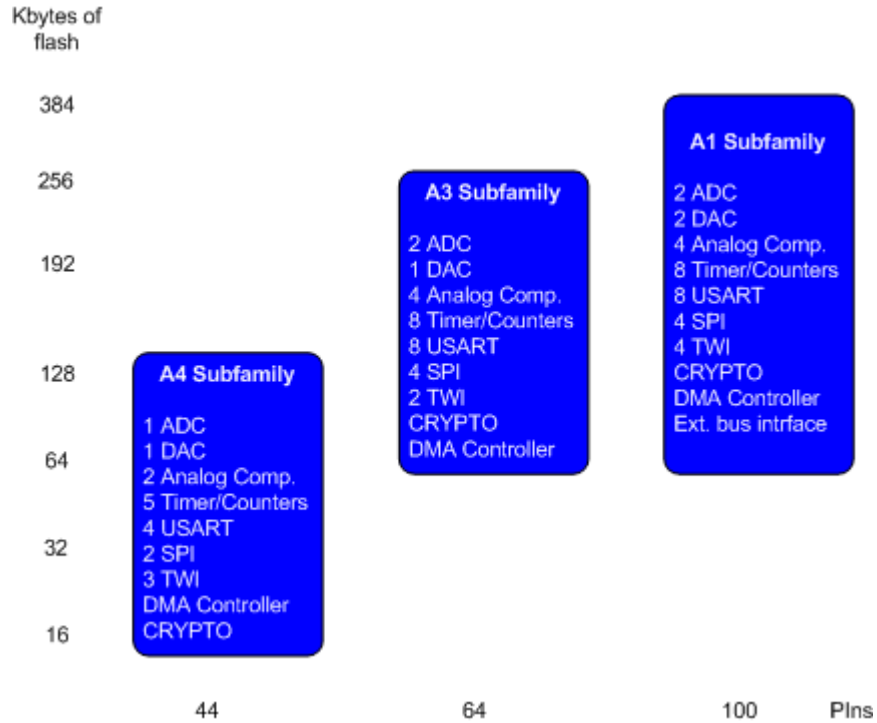 Kbytes of
flash
384
256
192
128
64
32
16
A4 Subfamily
1 ADC
1 DAC
2 Analog Comp.
5 Timer/Counters
4 USART
2 SPI
3 TWI
DMA Controller
CRYPTO
A3 Subfamily
2 ADC
1 DAC
4 Analog Comp.
8 Timer/Counters
8 USART
4 SPI
2 TWI
CRYPTO
DMA Controller
A1 Subfamily
2 ADC
2 DAC
4 Analog Comp.
8 Timer/Counters
8 USART
4 SPI
4 TWI
CRYPTO
DMA Controller
Ext. bus intrface
44 64 100 PIns